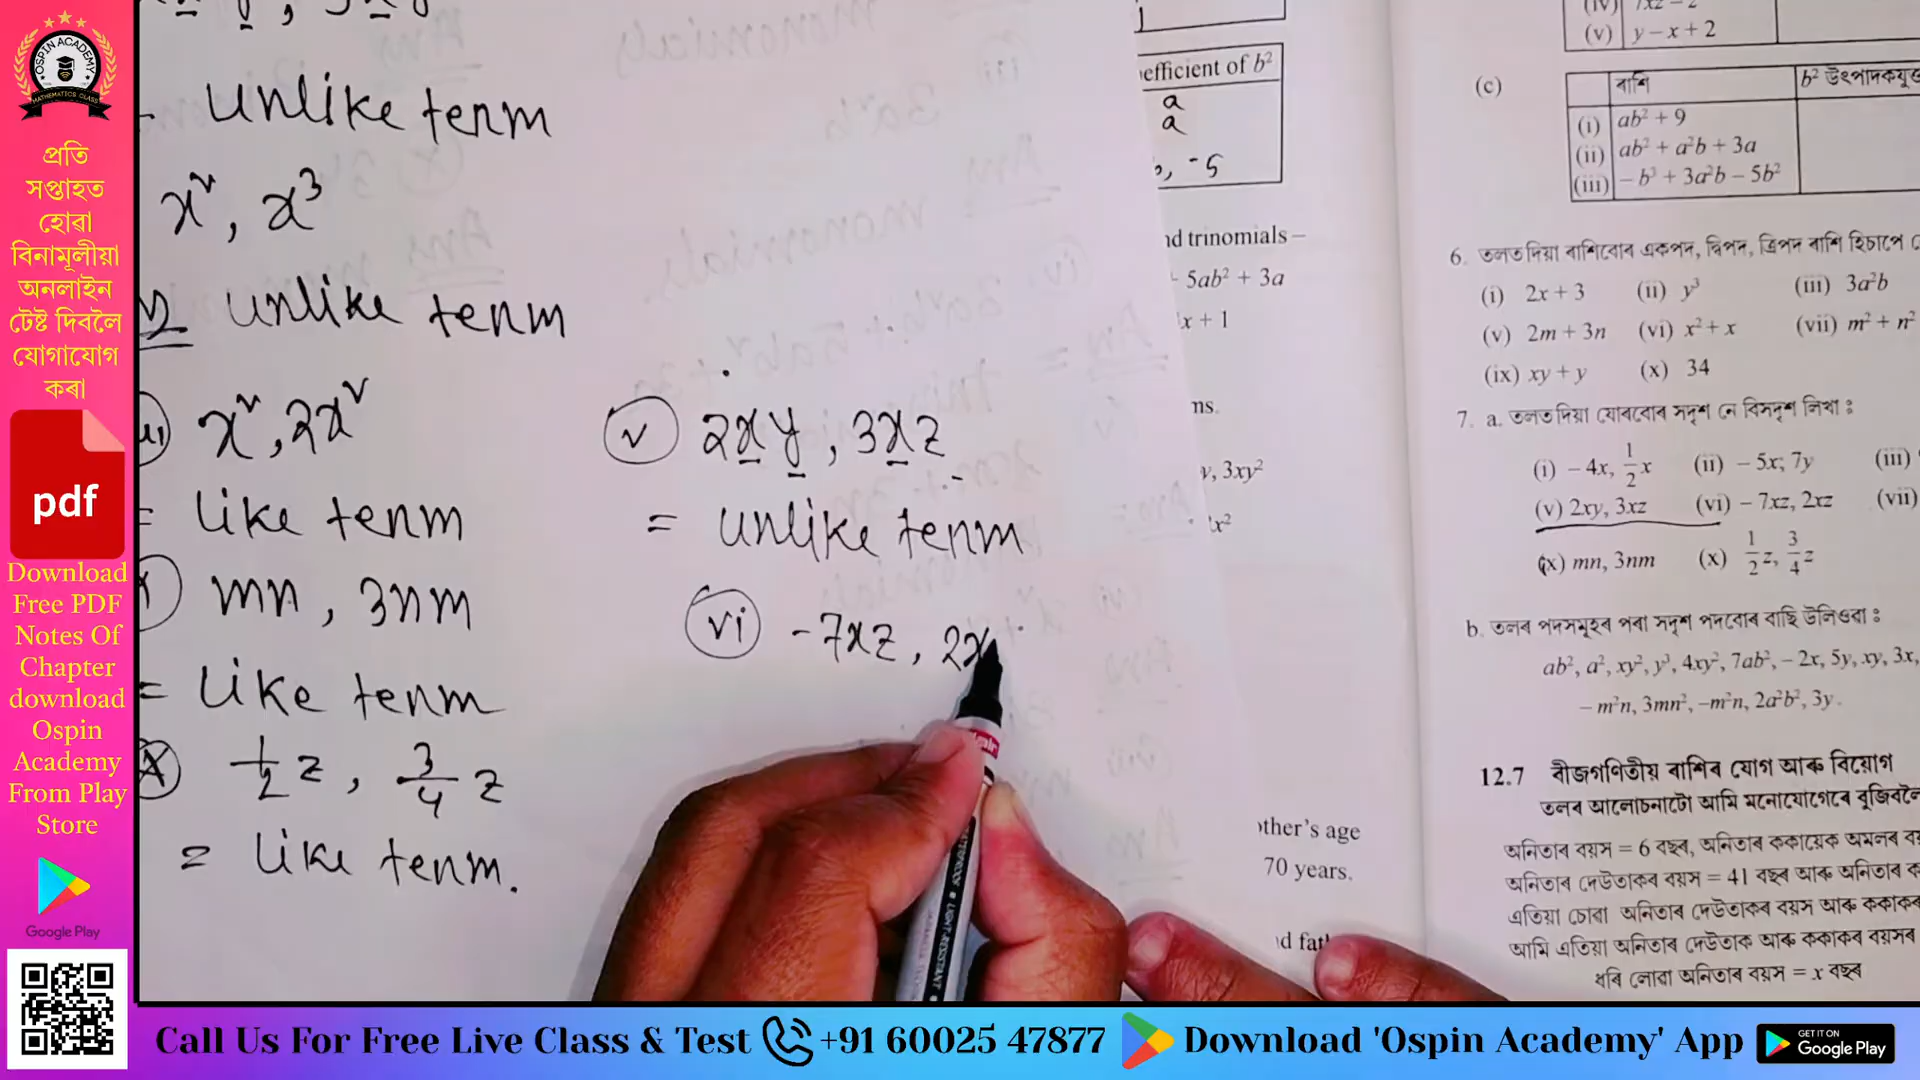 OSPIN ACADEMY
MATHEMATICS CLASS
প্ৰতি
সপ্তাহত
হোৱা
বিনামূলীয়া
অনলাইন
টেষ্ট দিবলৈ
যোগাযোগ
কৰা
pdf
Download
Free PDF
Notes Of
Chapter
download
Ospin
Academy
From Play
Store
Google Play
unlike term
x², x³
unlike term
x², 2x²
= like term
mn, 3nm
= like term
x 1/2 z, 3/4 z
= like term.
v 2xy, 3xz
= unlike term
vi -7xz, 2x
efficient of b²
a
a
, -5
nd trinomials –
5ab² + 3a
x + 1
ns.
y, 3xy²
x²
other's age
70 years.
(v) y – x + 2
(c)
ৰাশি b² উৎপাদকযুক্ত
(i) ab² + 9
(ii) ab² + a²b + 3a
(iii) – b³ + 3a²b – 5b²
6. তলত দিয়া ৰাশিবোৰ একপদ, দ্বিপদ, ত্ৰিপদ ৰাশি হিচাপে
(i) 2x + 3 (ii) y³ (iii) 3a²b
(v) 2m + 3n (vi) x² + x (vii) m² + n²
(ix) xy + y (x) 34
7. a. তলত দিয়া যোৰবোৰ সদৃশ নে বিসদৃশ লিখা :
(i) – 4x, 1/2 x (ii) – 5x, 7y (iii)
(v) 2xy, 3xz (vi) – 7xz, 2xz (vii)
(x) mn, 3nm (x) 1/2 z, 3/4 z
b. তলৰ পদসমূহৰ পৰা সদৃশ পদবোৰ বাছি উলিওৱা :
ab², a², xy², y³, 4xy², 7ab², – 2x, 5y, xy, 3x,
– m²n, 3mn², –m²n, 2a²b², 3y.
12.7 বীজগণিতীয় ৰাশিৰ যোগ আৰু বিয়োগ
তলৰ আলোচনাটো আমি মনোযোগেৰে বুজিবলৈ
অনিতাৰ বয়স = 6 বছৰ, অনিতাৰ ককায়েক অমলৰ
অনিতাৰ দেউতাকৰ বয়স = 41 বছৰ আৰু অনিতাৰ
এতিয়া চোৱা অনিতাৰ দেউতাকৰ বয়স আৰু ককাকৰ
আমি এতিয়া অনিতাৰ দেউতাক আৰু ককাকৰ বয়সৰ
ধৰি লোৱা অনিতাৰ বয়স = x বছৰ
Call Us For Free Live Class & Test +91 60025 47877 Download 'Ospin Academy' App GET IT ON Google Play